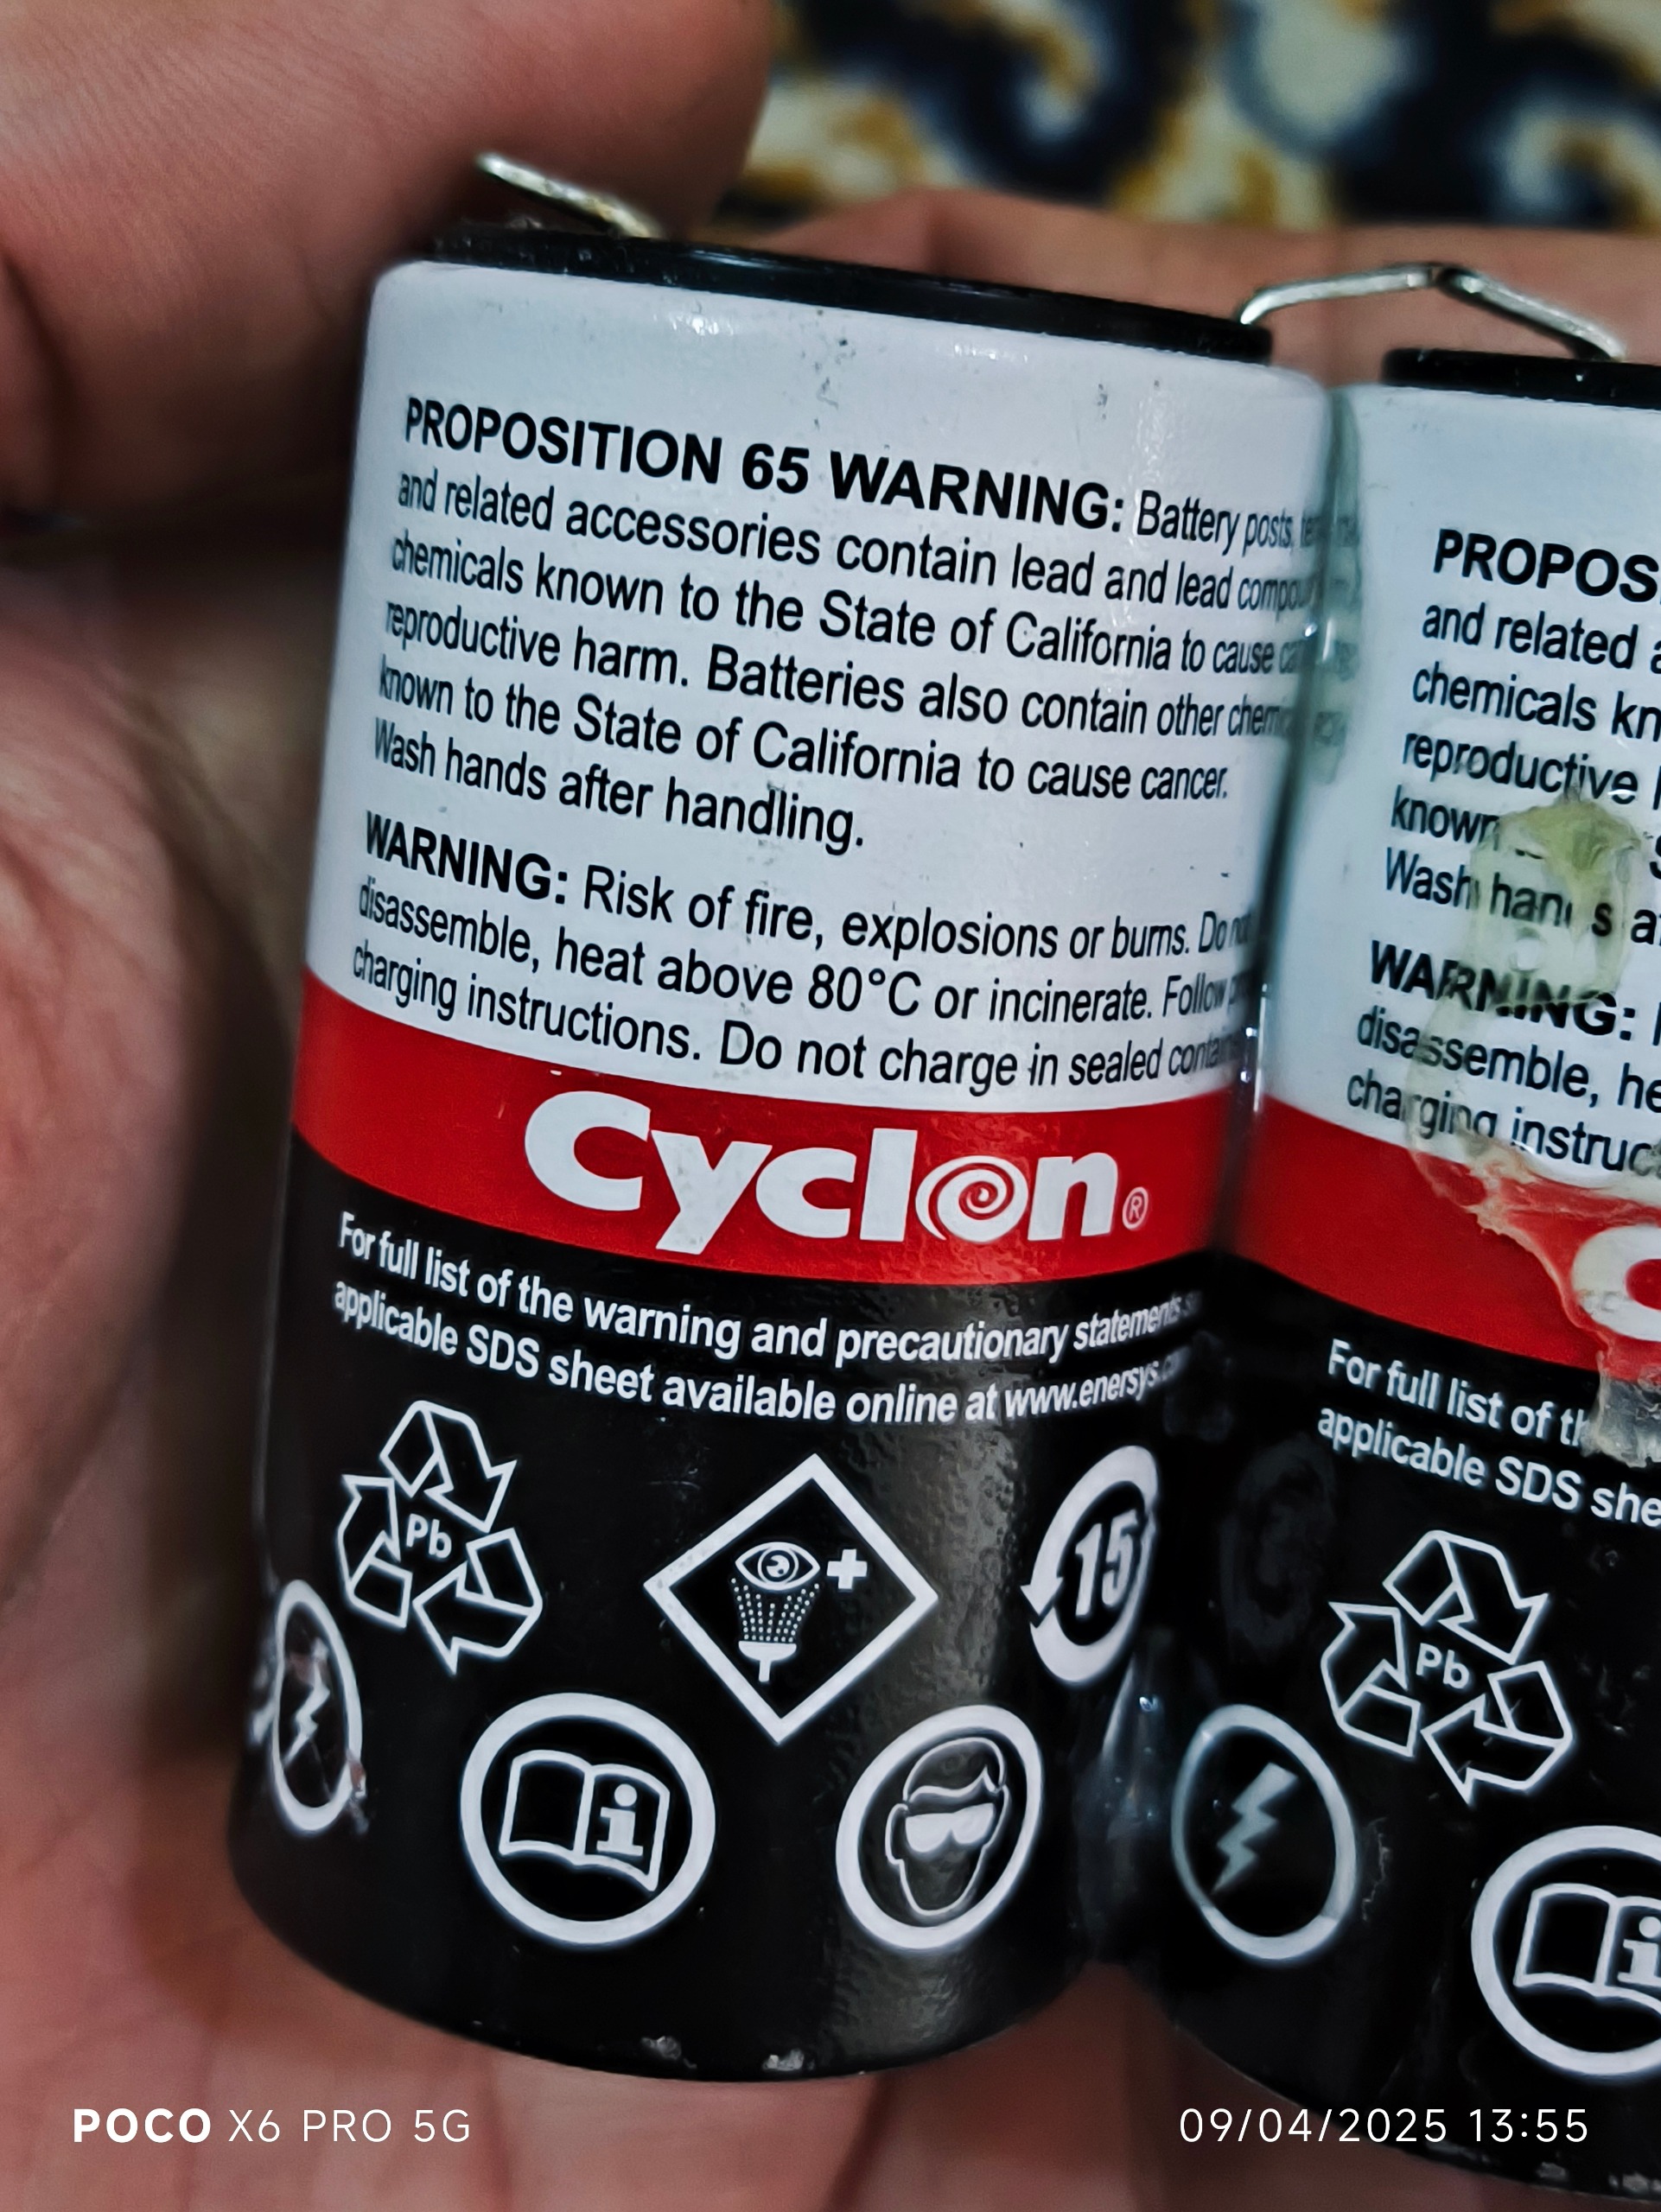 PROPOSITION 65 WARNING: Battery posts,
and related accessories contain lead and lead
chemicals known to the State of California to cause
reproductive harm. Batteries also contain other
known to the State of California to cause cancer.
Wash hands after handling.
WARNING: Risk of fire, explosions or burns. Do
disassemble, heat above 80°C or incinerate. Follow
charging instructions. Do not charge in sealed
Cyclon®
For full list of the warning and precautionary statements
applicable SDS sheet available online at www.enersys.
Pb
15
i
PROPOS
and related a
chemicals kn
reproductive
known
Wash hands
WARNING:
disassemble, he
charging instruc
C
For full list of th
applicable SDS she
Pb
i
POCO X6 PRO 5G
09/04/2025 13:55